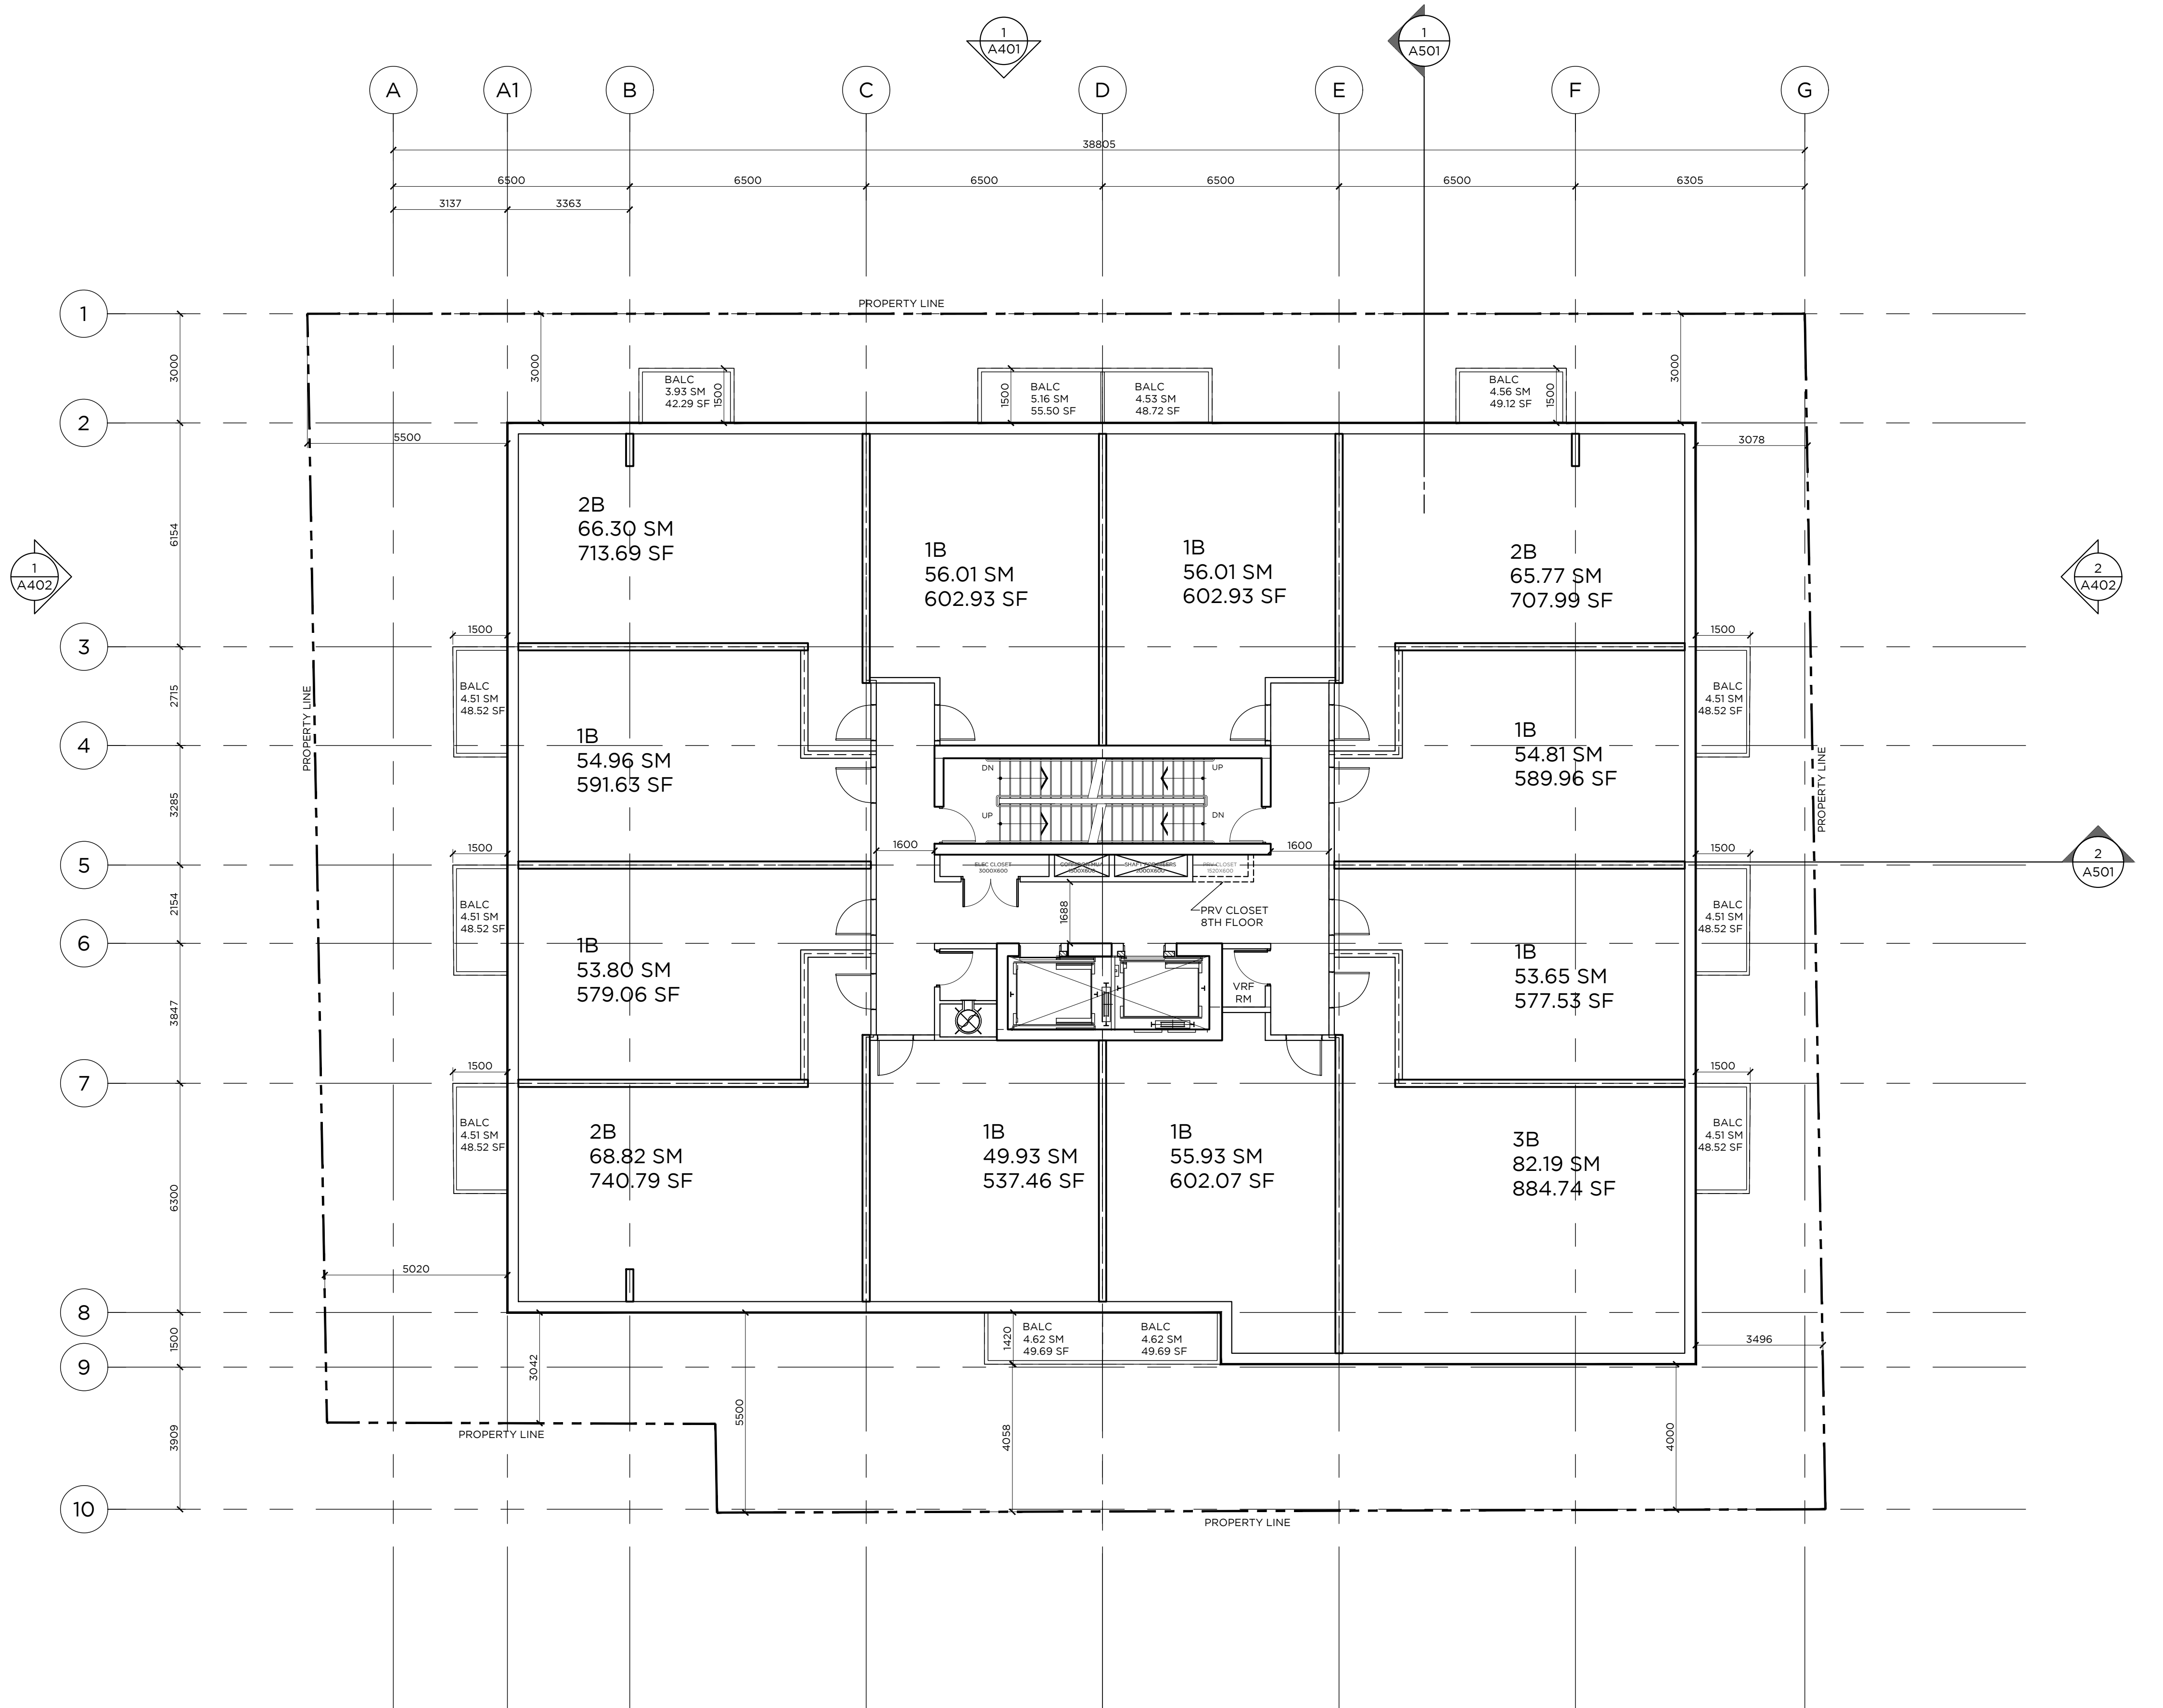 1
A401
1
A501
A
A1
B
C
D
E
F
G
38805
6500
6500
6500
6500
6500
6305
3137
3363
1
PROPERTY LINE
3000
3000
3000
BALC
3.93 SM
42.29 SF
1500
1500
BALC
5.16 SM
55.50 SF
BALC
4.53 SM
48.72 SF
BALC
4.56 SM
49.12 SF
1500
2
5500
3078
6154
2B
66.30 SM
713.69 SF
1B
56.01 SM
602.93 SF
1B
56.01 SM
602.93 SF
2B
65.77 SM
707.99 SF
1
A402
2
A402
3
1500
1500
2715
PROPERTY LINE
BALC
4.51 SM
48.52 SF
BALC
4.51 SM
48.52 SF
4
1B
54.96 SM
591.63 SF
1B
54.81 SM
589.96 SF
DN
UP
UP
DN
PROPERTY LINE
3285
1500
1600
1600
1500
5
ELEC CLOSET
3000X600
CORRIDOR MUA
1500X600
SHAFT FOR RISERS
2000X600
PRV CLOSET
1520X600
2
A501
2154
BALC
4.51 SM
48.52 SF
1688
PRV CLOSET
8TH FLOOR
BALC
4.51 SM
48.52 SF
6
1B
53.80 SM
579.06 SF
1B
53.65 SM
577.53 SF
VRF
RM
3847
1500
1500
7
BALC
4.51 SM
48.52 SF
BALC
4.51 SM
48.52 SF
2B
68.82 SM
740.79 SF
1B
49.93 SM
537.46 SF
1B
55.93 SM
602.07 SF
3B
82.19 SM
884.74 SF
6300
5020
8
1500
3042
1420
BALC
4.62 SM
49.69 SF
BALC
4.62 SM
49.69 SF
3496
9
3909
5500
4058
4000
PROPERTY LINE
10
PROPERTY LINE